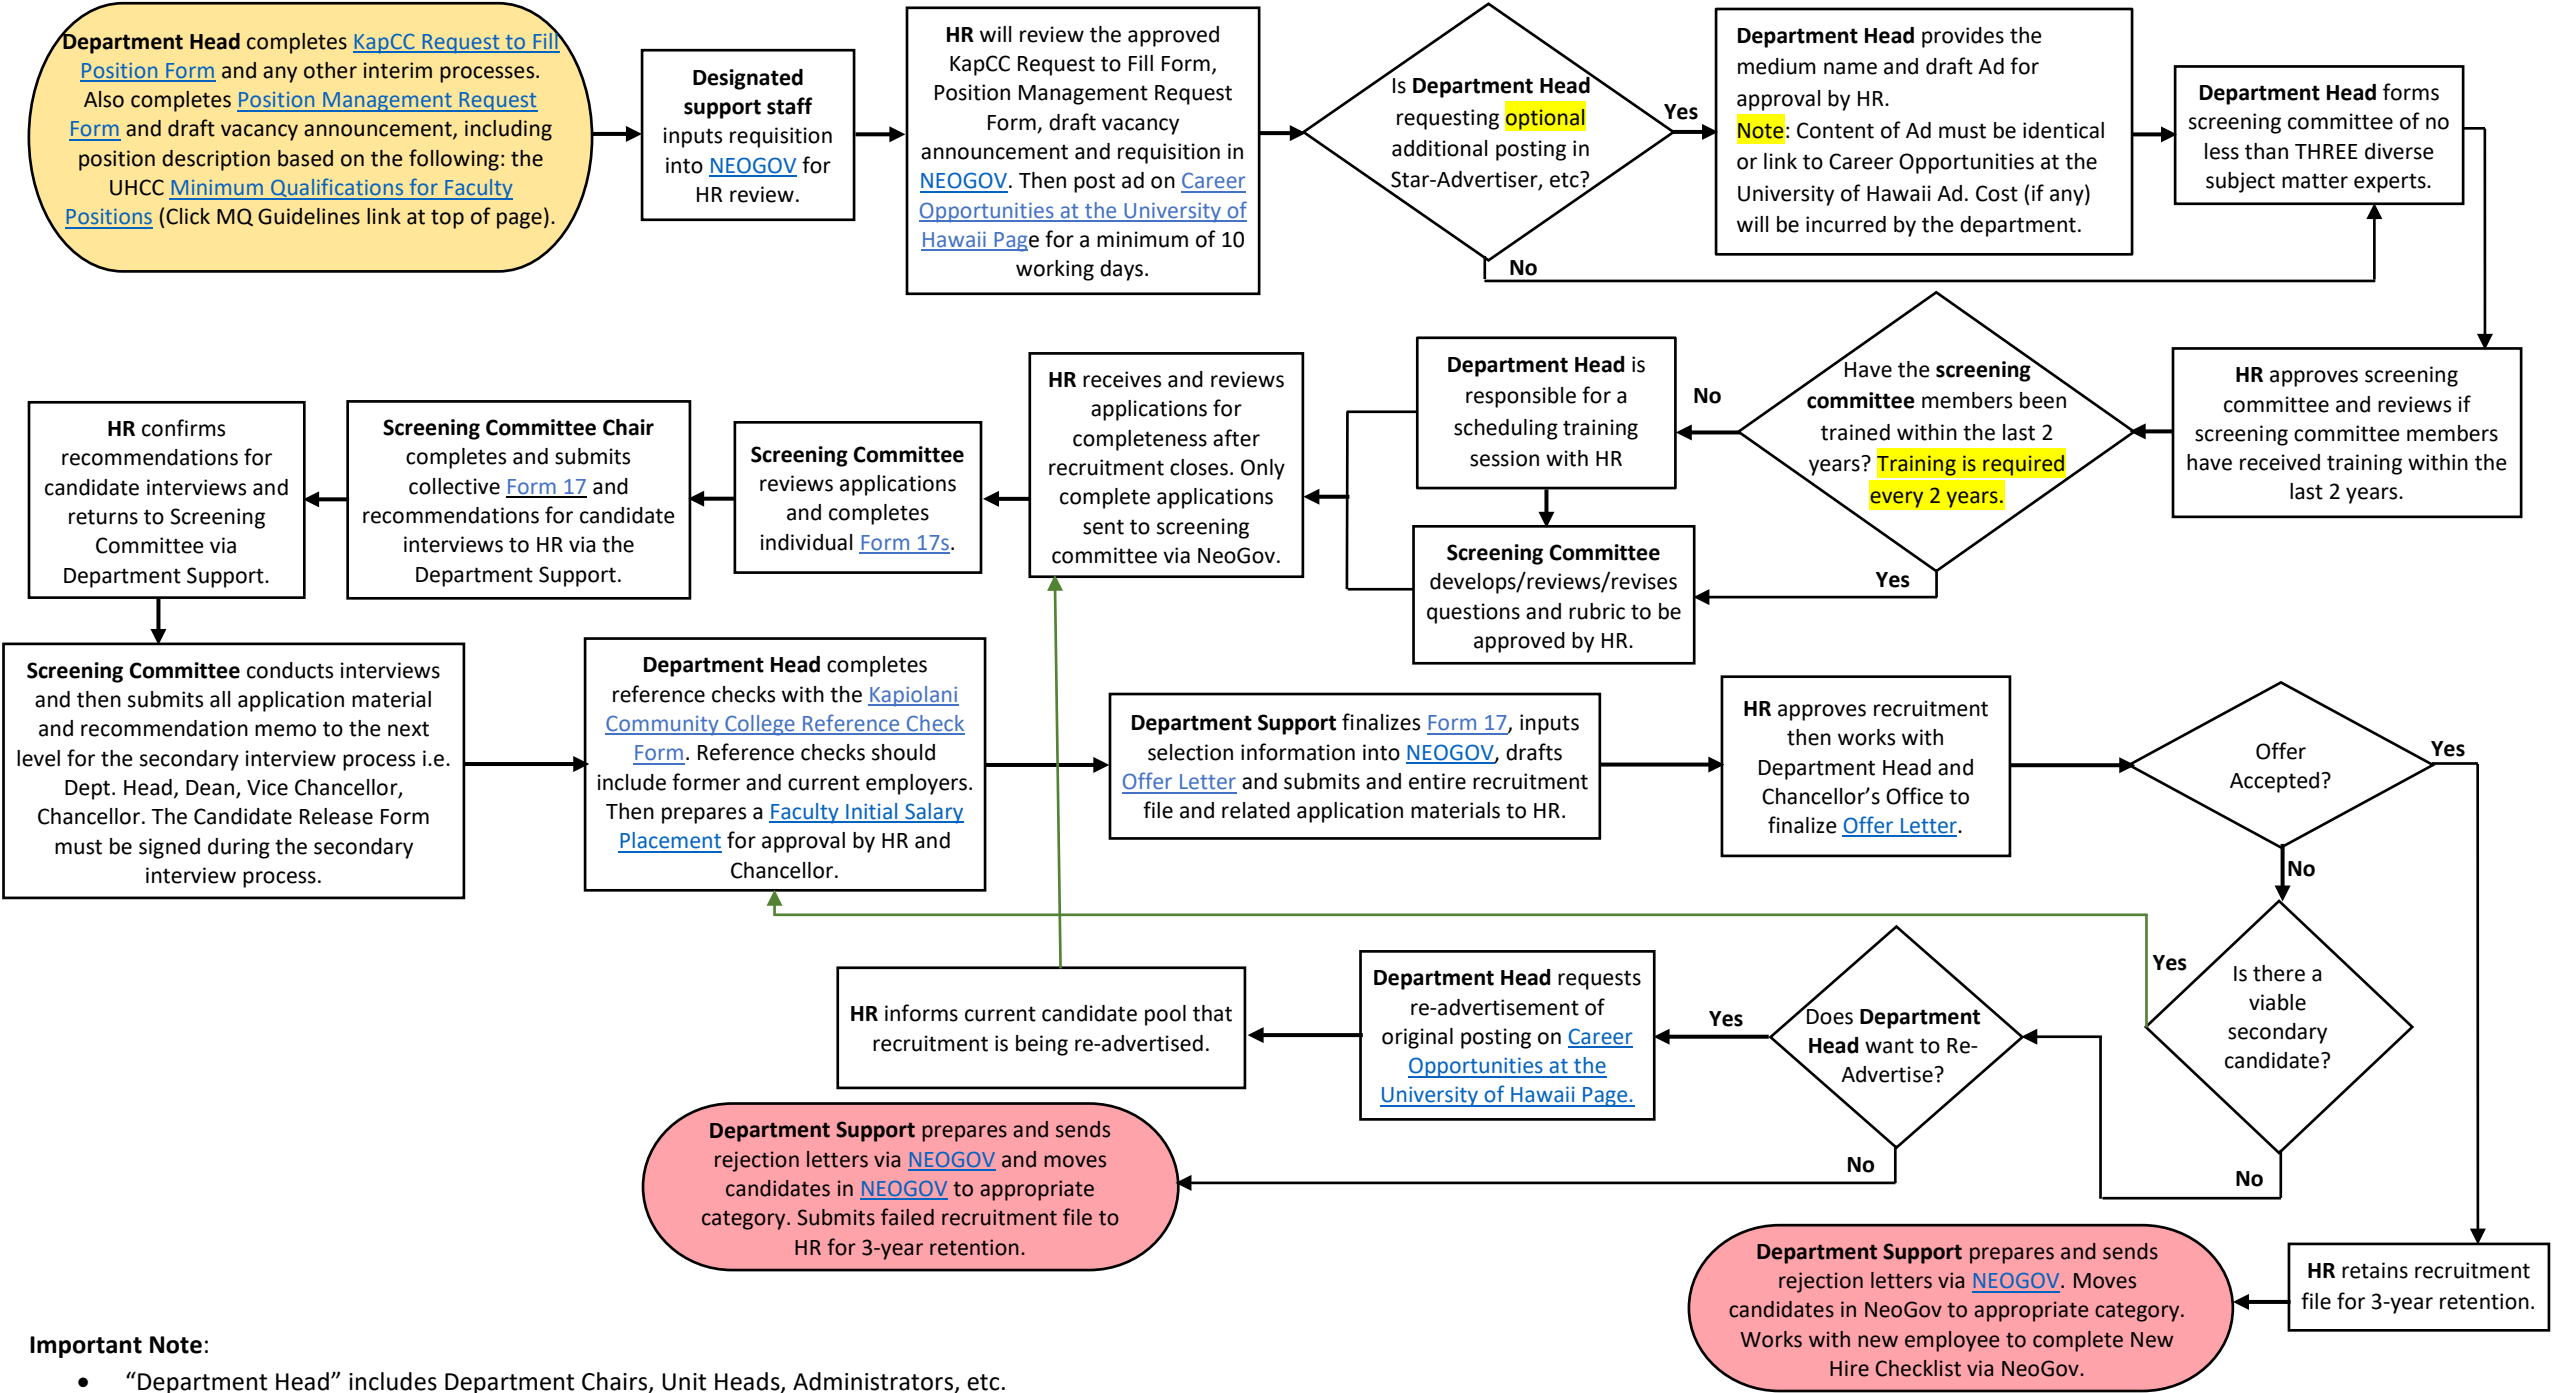 Department Head completes KapCC Request to Fill
Position Form and any other interim processes.
Also completes Position Management Request
Form and draft vacancy announcement, including
position description based on the following: the
UHCC Minimum Qualifications for Faculty
Positions (Click MQ Guidelines link at top of page).
Designated
support staff
inputs requisition
into NEOGOV for
HR review.
HR will review the approved
KapCC Request to Fill Form,
Position Management Request
Form, draft vacancy
announcement and requisition in
NEOGOV. Then post ad on Career
Opportunities at the University of
Hawaii Page for a minimum of 10
working days.
Is Department Head
requesting optional
additional posting in
Star-Advertiser, etc?
Yes
No
Department Head provides the
medium name and draft Ad for
approval by HR.
Note: Content of Ad must be identical
or link to Career Opportunities at the
University of Hawaii Ad. Cost (if any)
will be incurred by the department.
Department Head forms
screening committee of no
less than THREE diverse
subject matter experts.
HR approves screening
committee and reviews if
screening committee members
have received training within the
last 2 years.
Have the screening
committee members been
trained within the last 2
years? Training is required
every 2 years.
No
Yes
Department Head is
responsible for a
scheduling training
session with HR
Screening Committee
develops/reviews/revises
questions and rubric to be
approved by HR.
HR receives and reviews
applications for
completeness after
recruitment closes. Only
complete applications
sent to screening
committee via NeoGov.
Screening Committee
reviews applications
and completes
individual Form 17s.
Screening Committee Chair
completes and submits
collective Form 17 and
recommendations for candidate
interviews to HR via the
Department Support.
HR confirms
recommendations for
candidate interviews and
returns to Screening
Committee via
Department Support.
Screening Committee conducts interviews
and then submits all application material
and recommendation memo to the next
level for the secondary interview process i.e.
Dept. Head, Dean, Vice Chancellor,
Chancellor. The Candidate Release Form
must be signed during the secondary
interview process.
Department Head completes
reference checks with the Kapiolani
Community College Reference Check
Form. Reference checks should
include former and current employers.
Then prepares a Faculty Initial Salary
Placement for approval by HR and
Chancellor.
Department Support finalizes Form 17, inputs
selection information into NEOGOV, drafts
Offer Letter and submits and entire recruitment
file and related application materials to HR.
HR approves recruitment
then works with
Department Head and
Chancellor's Office to
finalize Offer Letter.
Offer
Accepted?
Yes
No
Is there a
viable
secondary
candidate?
Yes
No
Does Department
Head want to Re-
Advertise?
Yes
No
Department Head requests
re-advertisement of
original posting on Career
Opportunities at the
University of Hawaii Page.
HR informs current candidate pool that
recruitment is being re-advertised.
Department Support prepares and sends
rejection letters via NEOGOV and moves
candidates in NEOGOV to appropriate
category. Submits failed recruitment file to
HR for 3-year retention.
HR retains recruitment
file for 3-year retention.
Department Support prepares and sends
rejection letters via NEOGOV. Moves
candidates in NeoGov to appropriate category.
Works with new employee to complete New
Hire Checklist via NeoGov.
Important Note:
• “Department Head” includes Department Chairs, Unit Heads, Administrators, etc.